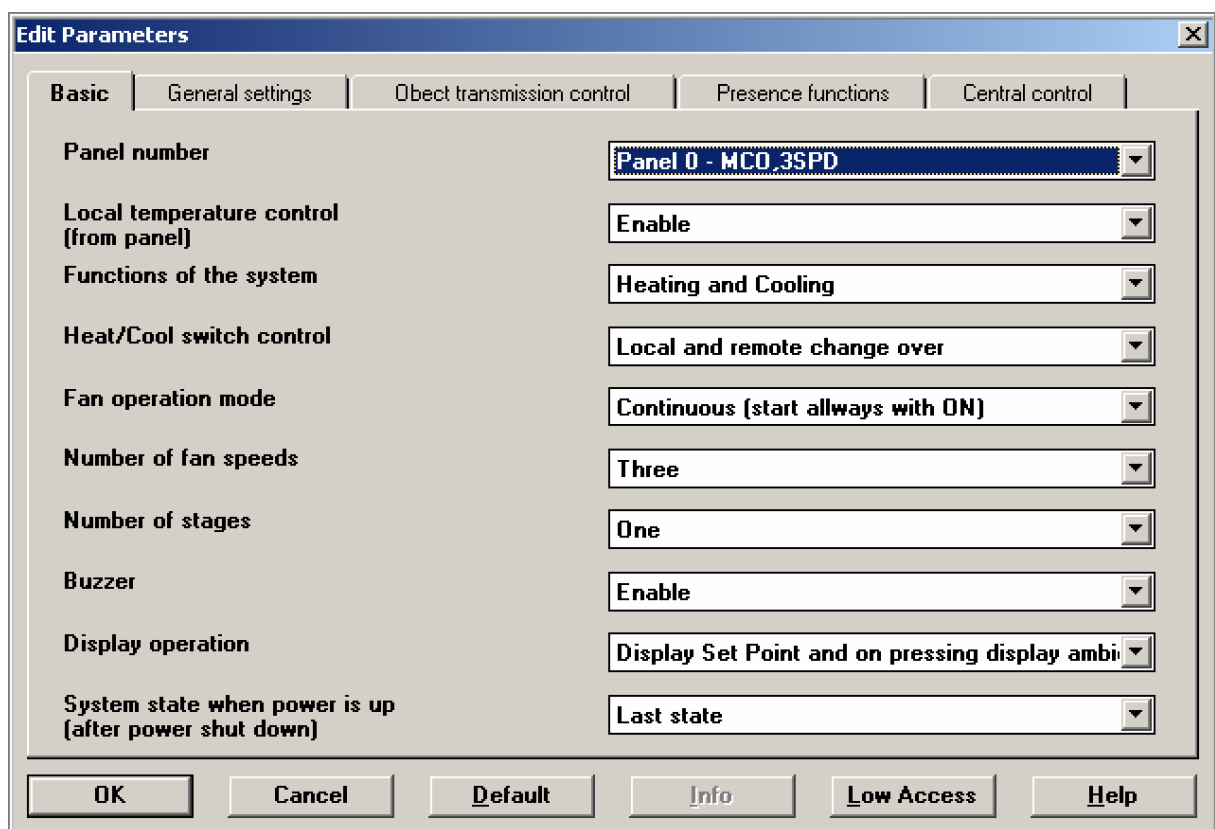 Edit Parameters
Basic
General settings
Obect transmission control
Presence functions
Central control
Panel number
Panel 0 - MCO,3SPD
Local temperature control
(from panel)
Enable
Functions of the system
Heating and Cooling
Heat/Cool switch control
Local and remote change over
Fan operation mode
Continuous (start allways with ON)
Number of fan speeds
Three
Number of stages
One
Buzzer
Enable
Display operation
Display Set Point and on pressing display ambi
System state when power is up
(after power shut down)
Last state
OK
Cancel
Default
Info
Low Access
Help